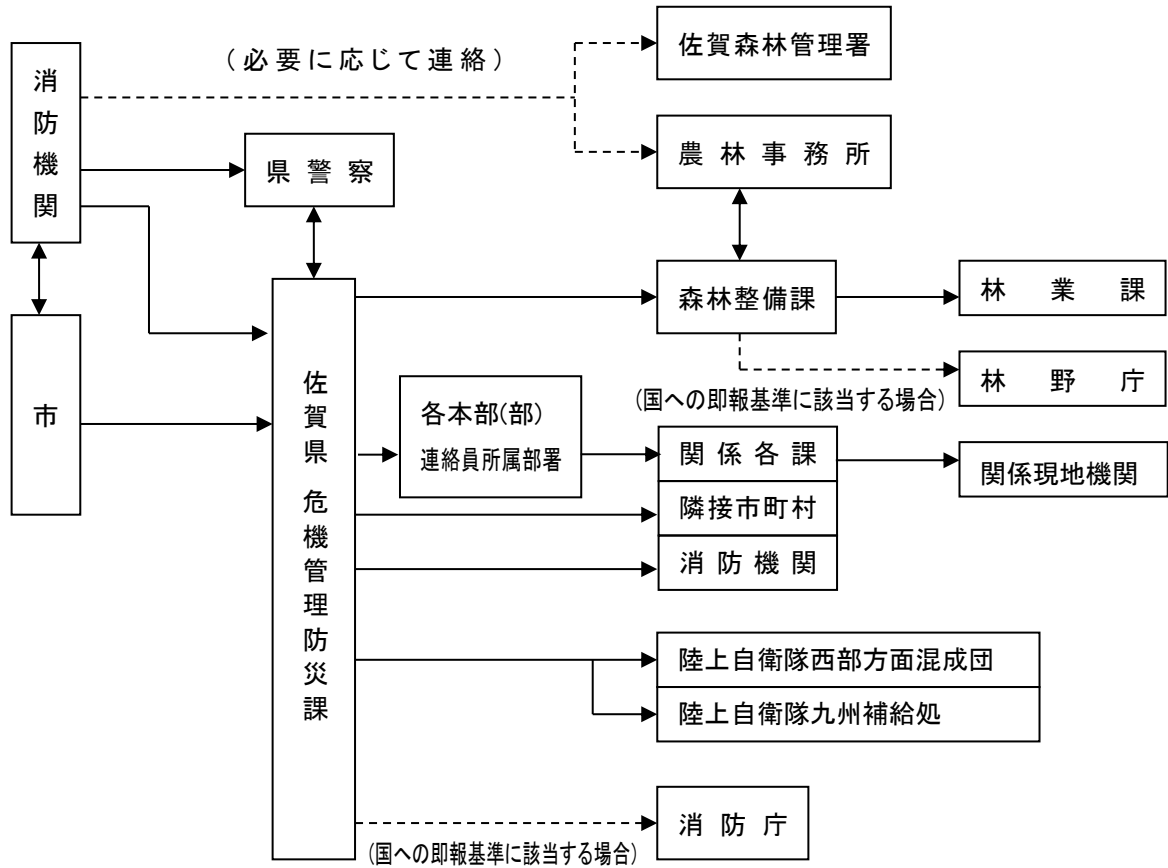 佐賀森林管理署
（必要に応じて連絡）
消防機関
農林事務所
県警察
森林整備課
林業課
市
佐賀県 危機管理防災課
林野庁
(国への即報基準に該当する場合)
各本部(部)
連絡員所属部署
関係各課
関係現地機関
隣接市町村
消防機関
陸上自衛隊西部方面混成団
陸上自衛隊九州補給処
消防庁
(国への即報基準に該当する場合)